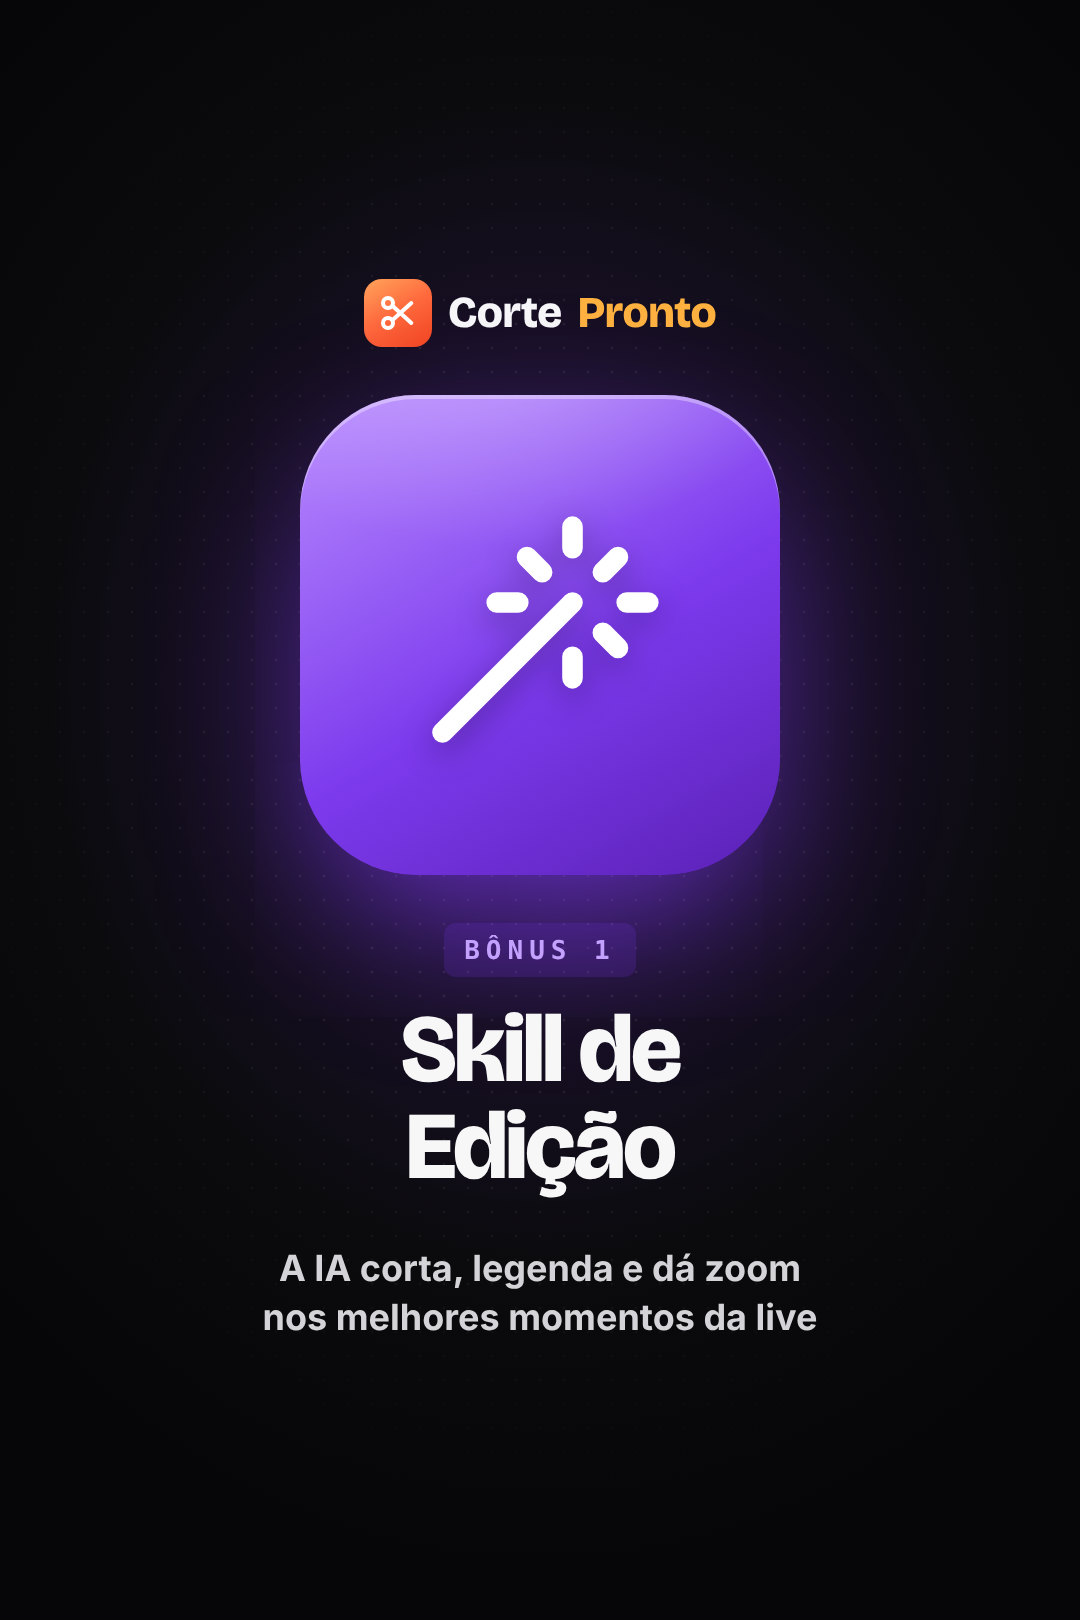 Corte Pronto
BÔNUS 1
Skill de
Edição
A IA corta, legenda e dá zoom
nos melhores momentos da live